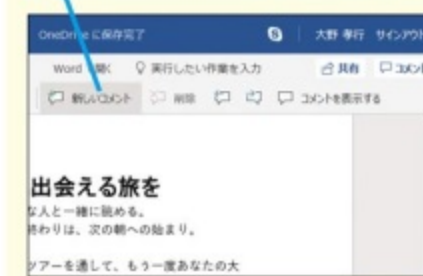 OneDrive に保存完了 大野 孝行 サインアウト
Word 開く 実行したい作業を入力 共有 コメント
新しいコメント 削除 コメントを表示する
出会える旅を
な人と一緒に眺める。
終わりは、次の朝への始まり。
ツアーを通して、もう一度あなたの大